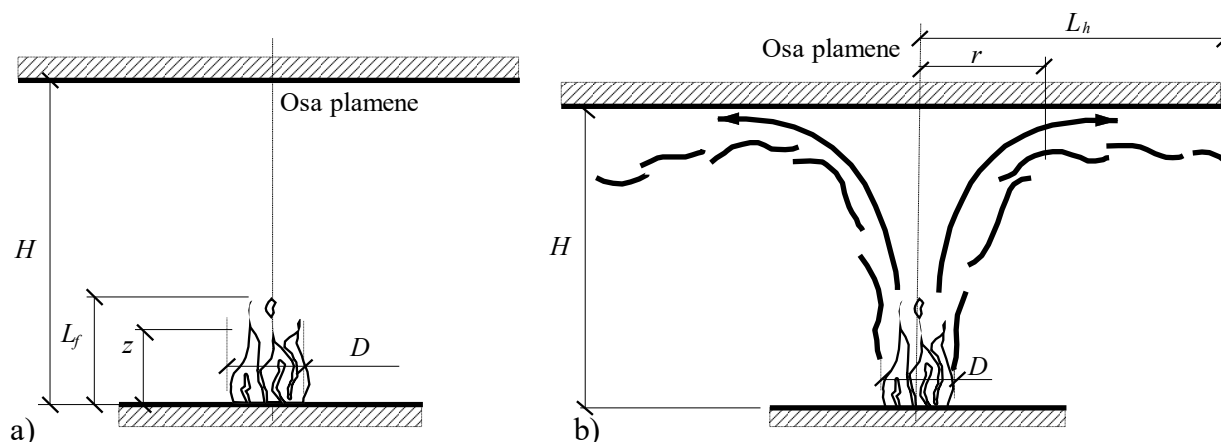 Osa plamene
H
L_f
z
D
a)
L_h
Osa plamene
r
H
D
b)